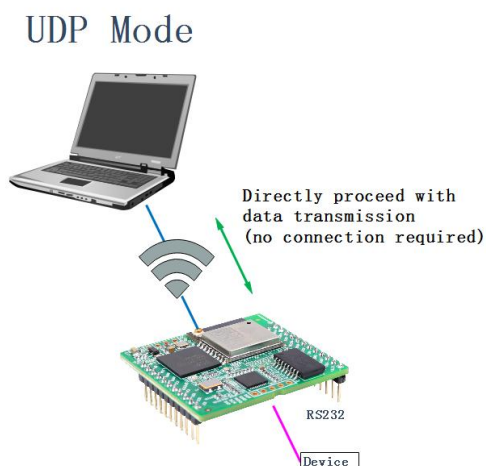 UDP Mode
Directly proceed with
data transmission
(no connection required)
RS232
Device